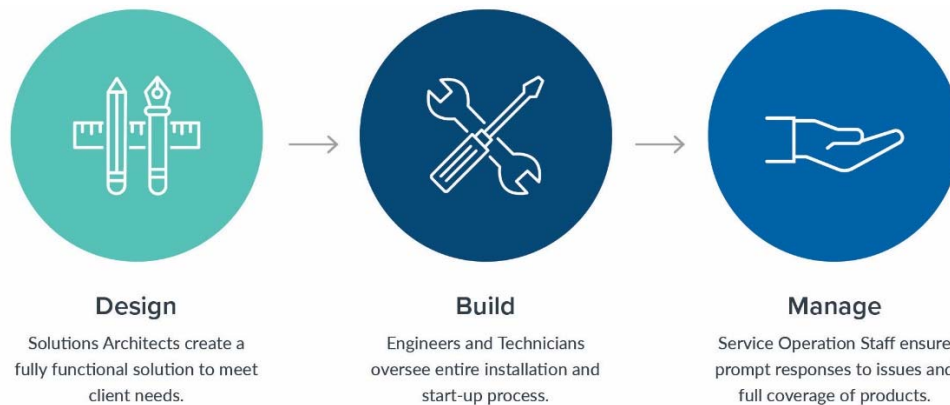 Design
Solutions Architects create a
fully functional solution to meet
client needs.
Build
Engineers and Technicians
oversee entire installation and
start-up process.
Manage
Service Operation Staff ensure
prompt responses to issues and
full coverage of products.